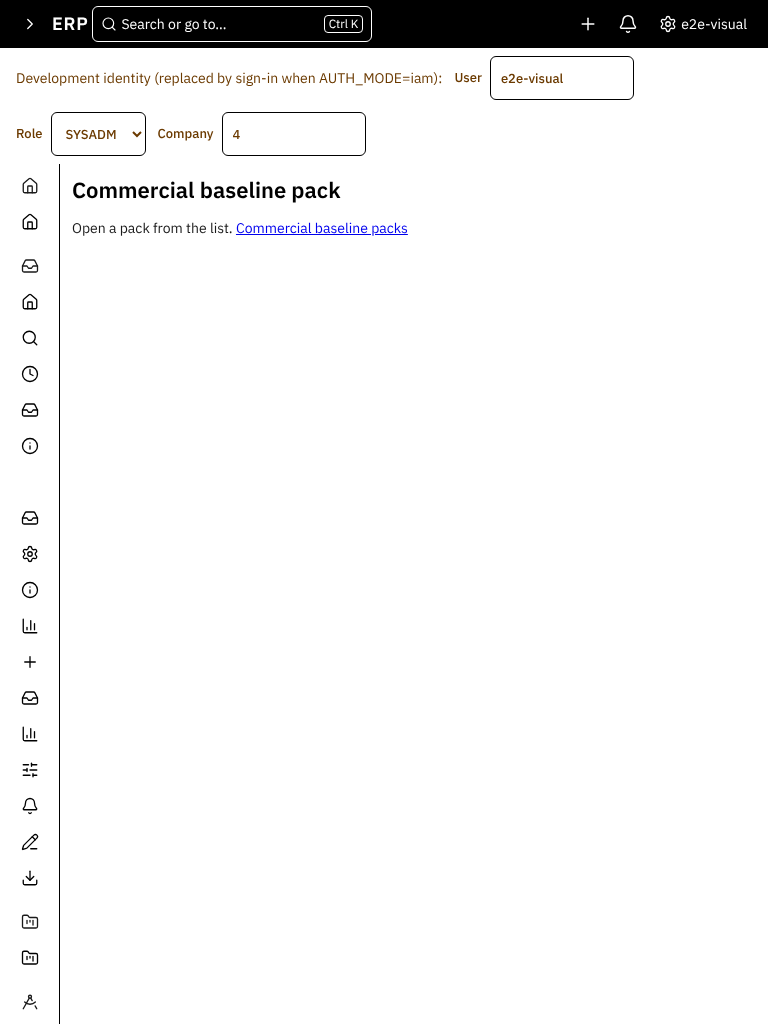 ERP Search or go to... Ctrl K e2e-visual
Development identity (replaced by sign-in when AUTH_MODE=iam): User e2e-visual
Role SYSADM Company 4
Commercial baseline pack
Open a pack from the list. Commercial baseline packs